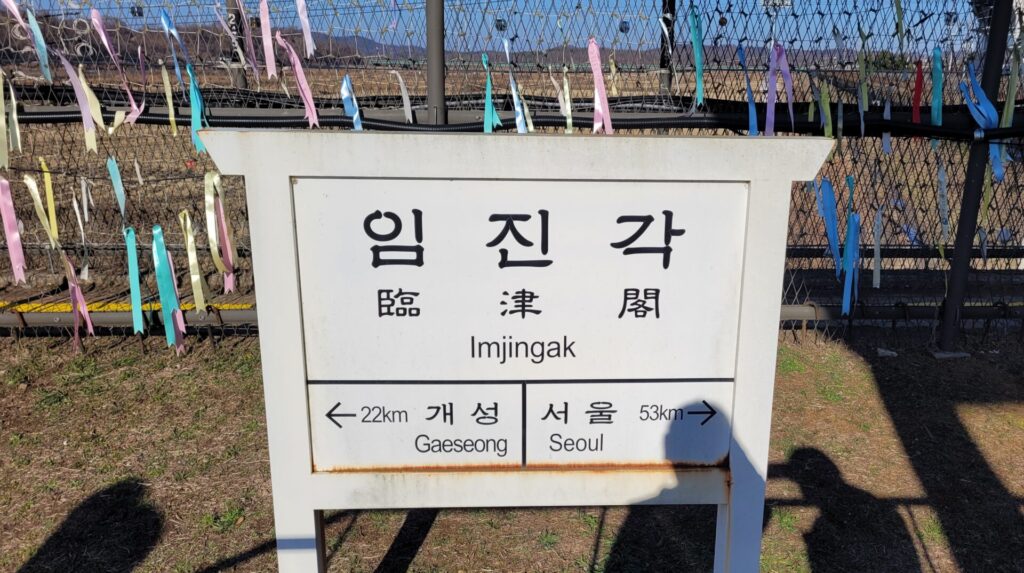 임진각
臨津閣
Imjingak
← 22km 개성
Gaeseong
서울 53km →
Seoul